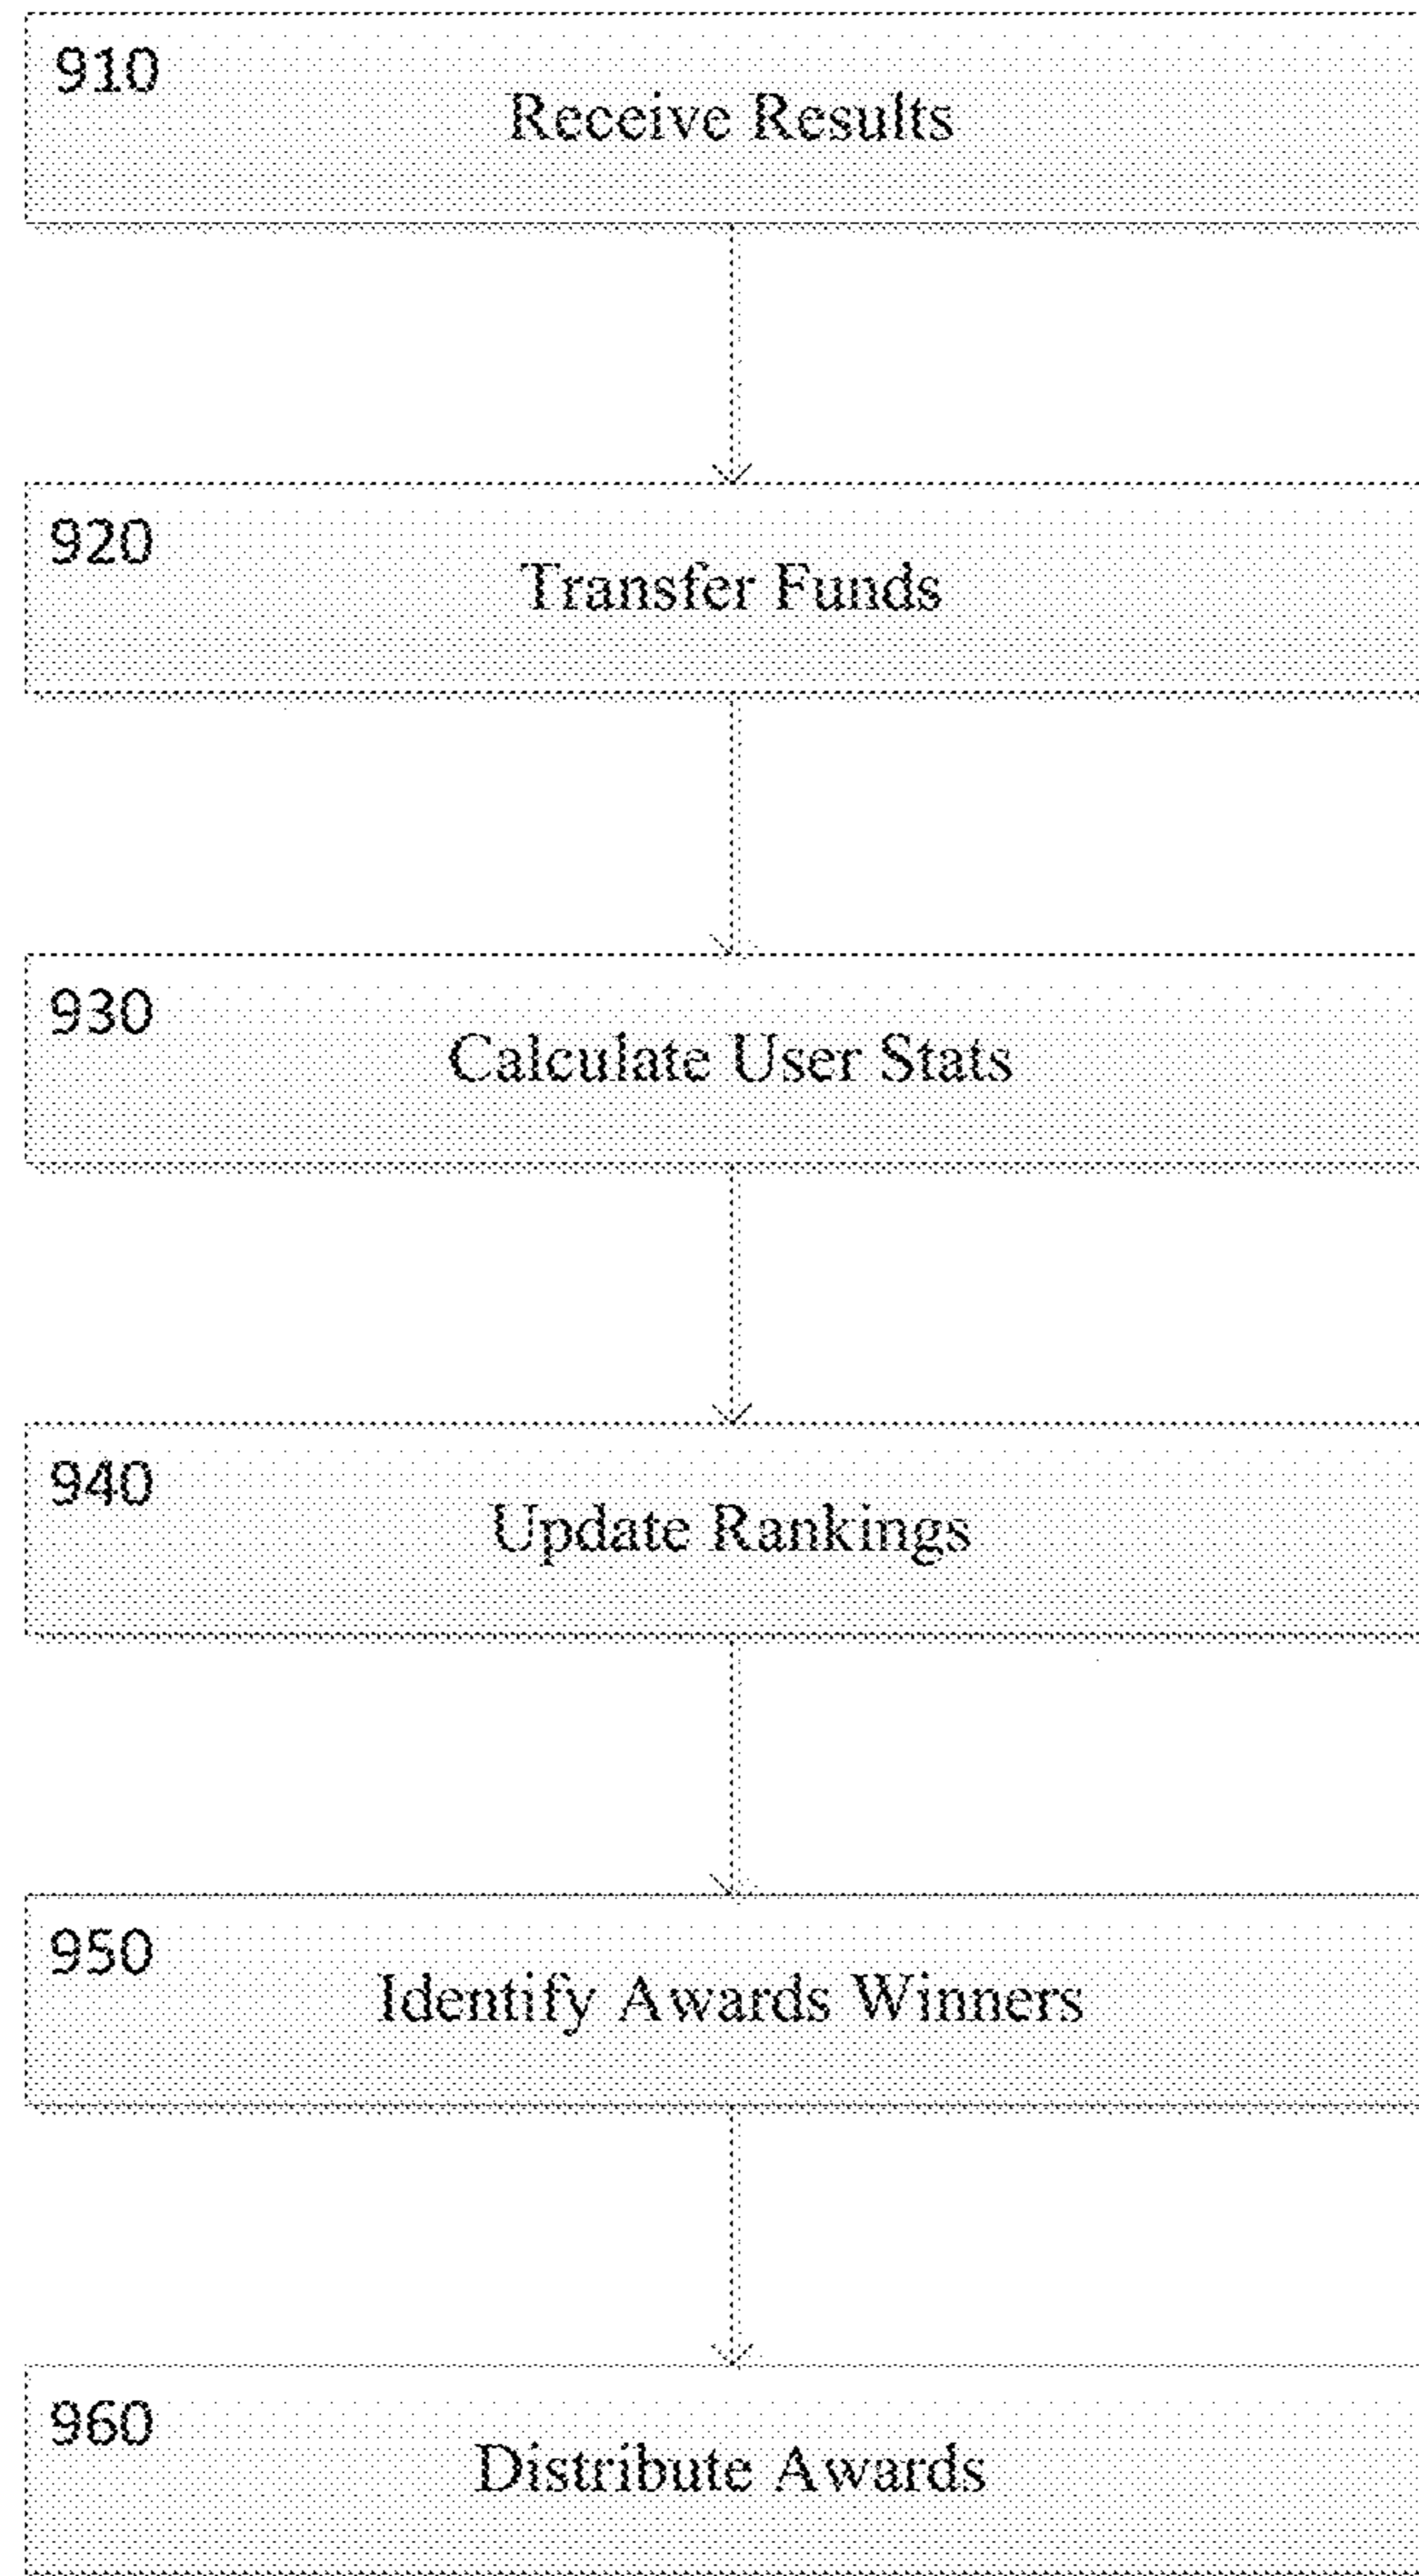 910
Receive Results
920
Transfer Funds
930
Calculate User Stats
940
Update Rankings
950
Identify Awards Winners
960
Distribute Awards